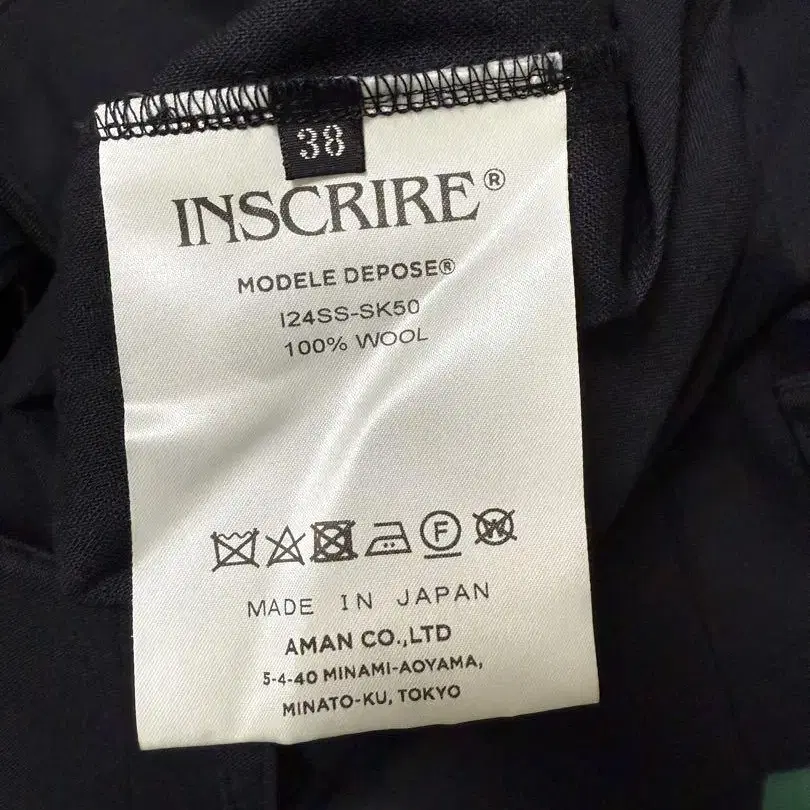 38
INSCRIRE®
MODELE DEPOSE®
I24SS-SK50
100% WOOL
F W
MADE IN JAPAN
AMAN CO.,LTD
5-4-40 MINAMI-AOYAMA,
MINATO-KU, TOKYO